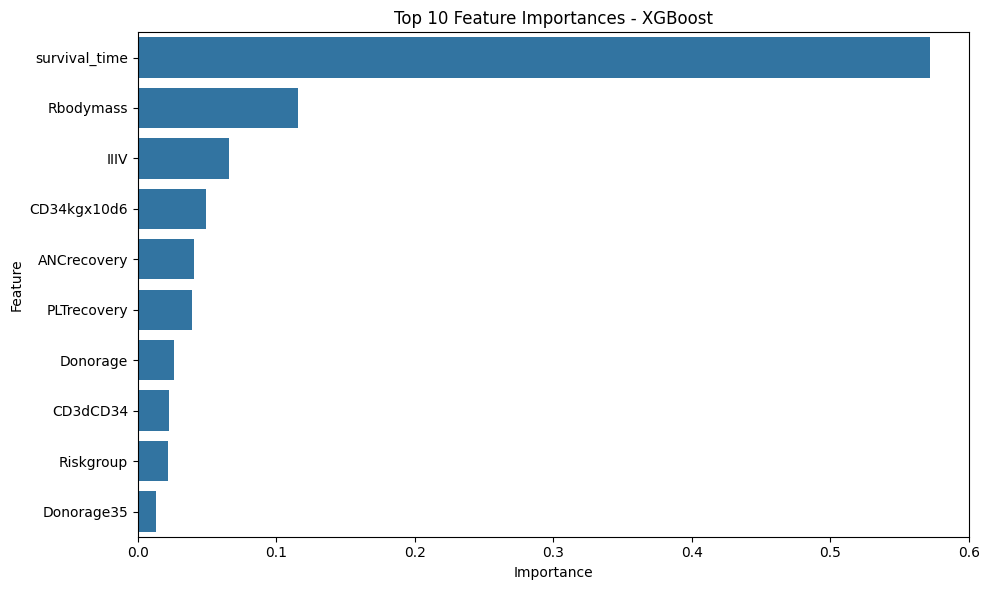 Top 10 Feature Importances - XGBoost
Feature
survival_time
Rbodymass
IIIV
CD34kgx10d6
ANCrecovery
PLTrecovery
Donorage
CD3dCD34
Riskgroup
Donorage35
0.0 0.1 0.2 0.3 0.4 0.5 0.6
Importance